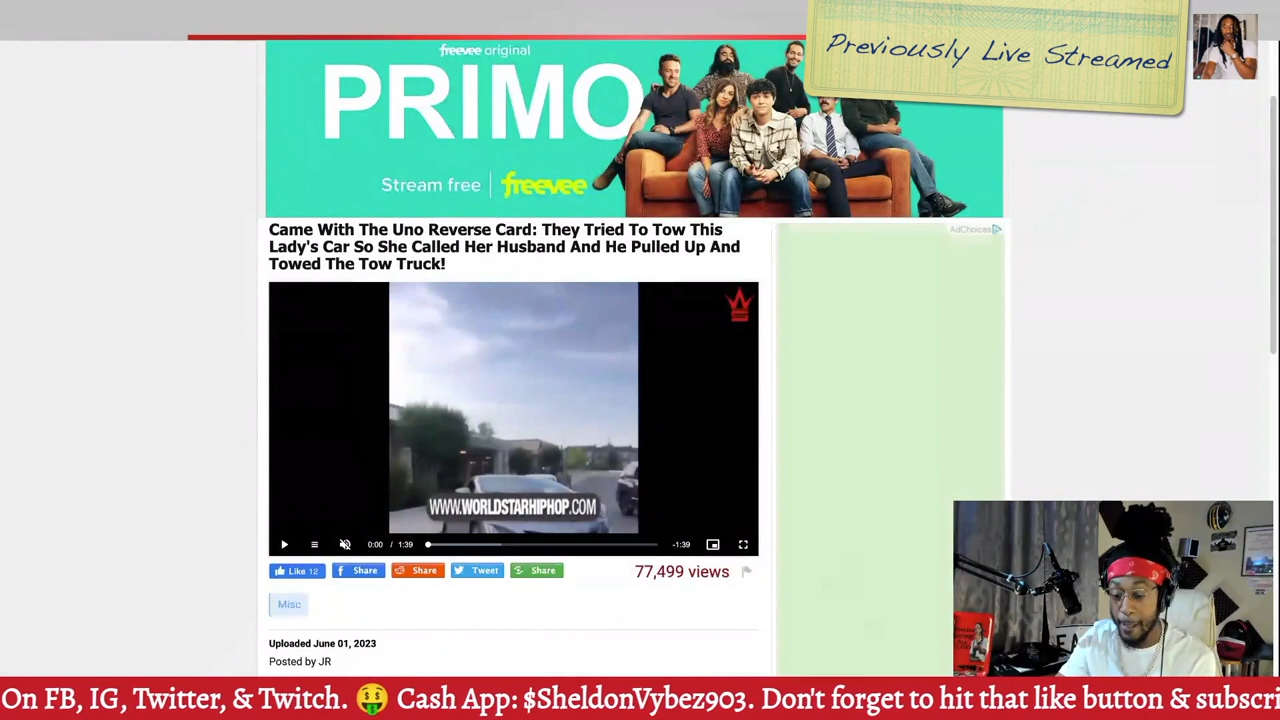 freevee original
PRIMO
Stream free | freevee
Previously Live Streamed
AdChoices
Came With The Uno Reverse Card: They Tried To Tow This
Lady's Car So She Called Her Husband And He Pulled Up And
Towed The Tow Truck!
WWW.WORLDSTARHIPHOP.COM
0:00 / 1:39
-1:39
Like 12
Share
Share
Tweet
Share
77,499 views
Misc
Uploaded June 01, 2023
Posted by JR
On FB, IG, Twitter, & Twitch. 🤑 Cash App: $SheldonVybez903. Don't forget to hit that like button & subscri